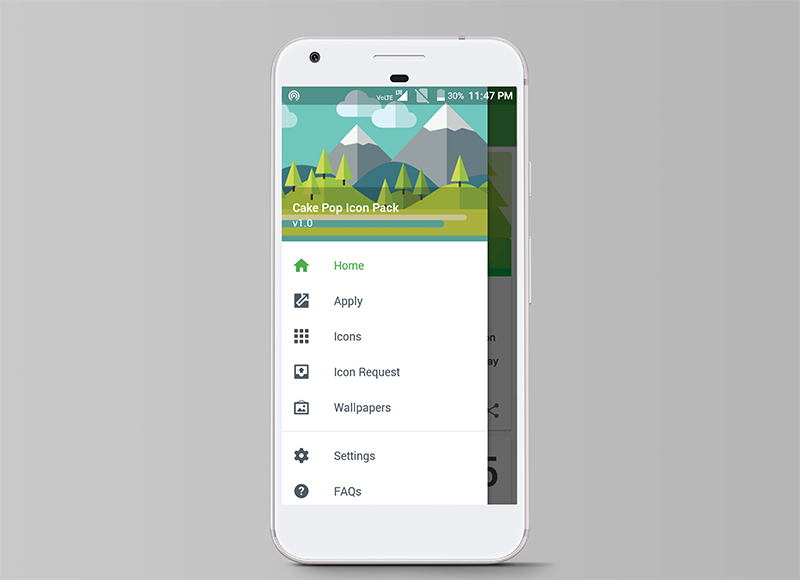 VoLTE LTE 30% 11:47 PM
Cake Pop Icon Pack
v1.0
Home
Apply
Icons
on
Icon Request
ay
Wallpapers
Settings
5
FAQs